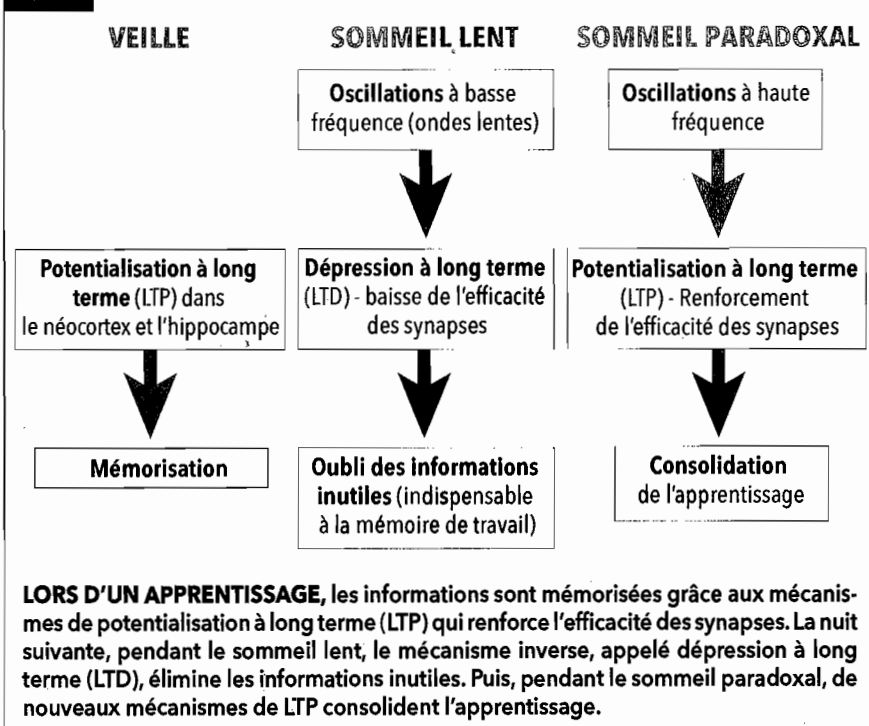 VEILLE
SOMMEIL LENT
SOMMEIL PARADOXAL
Oscillations à basse
fréquence (ondes lentes)
Oscillations à haute
fréquence
Potentialisation à long
terme (LTP) dans
le néocortex et l'hippocampe
Dépression à long terme
(LTD) - baisse de l'efficacité
des synapses
Potentialisation à long terme
(LTP) - Renforcement
de l'efficacité des synapses
Mémorisation
Oubli des informations
inutiles (indispensable
à la mémoire de travail)
Consolidation
de l'apprentissage
LORS D'UN APPRENTISSAGE, les informations sont mémorisées grâce aux mécanis-
mes de potentialisation à long terme (LTP) qui renforce l'efficacité des synapses. La nuit
suivante, pendant le sommeil lent, le mécanisme inverse, appelé dépression à long
terme (LTD), élimine les informations inutiles. Puis, pendant le sommeil paradoxal, de
nouveaux mécanismes de LTP consolident l'apprentissage.